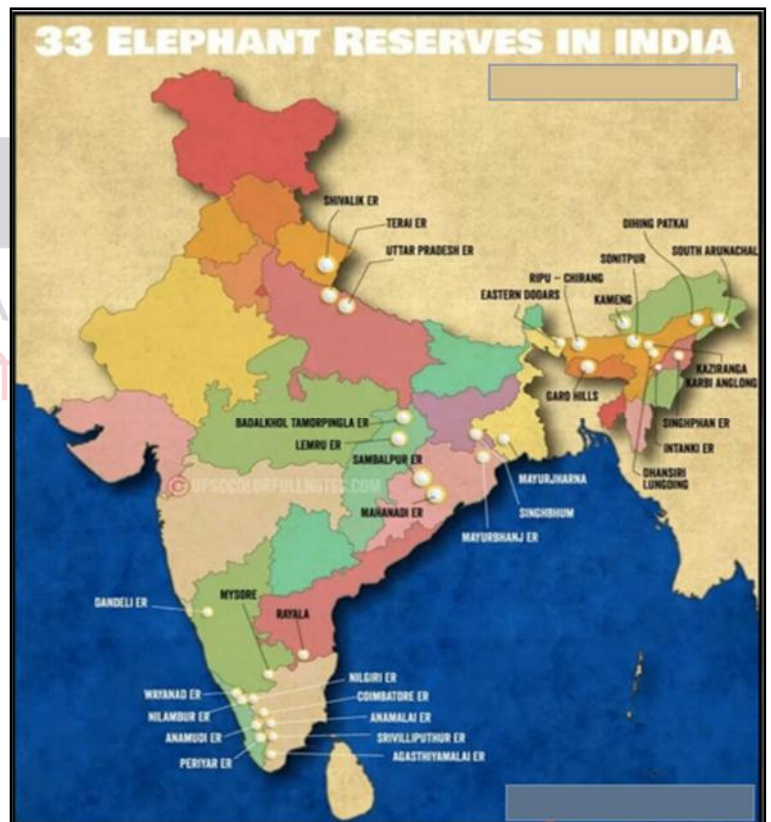 33 ELEPHANT RESERVES IN INDIA
SHIVALIK ER
TERAI ER
UTTAR PRADESH ER
DIHING PATKAI
SOUTH ARUNACHAL
SONITPUR
RIPU - CHIRANG
EASTERN DOOARS
KAMENG
KAZIRANGA
KARBI ANGLONG
GARO HILLS
SINGHPHAN ER
INTANKI ER
DHANSIRI
LUNGDING
BADALKHOL TAMORPINGLA ER
LEMRU ER
SAMBALPUR ER
MAHANADI ER
© UPSCCOLORFULLNOTES.COM
MAYURJHARNA
SINGHBHUM
MAYURBHANJ ER
DANDELI ER
MYSORE
RAYALA
WAYANAD ER
NILGIRI ER
COIMBATORE ER
NILAMBUR ER
ANAMALAI ER
ANAMUDI ER
SRIVILLIPUTHUR ER
PERIYAR ER
AGASTHIYAMALAI ER